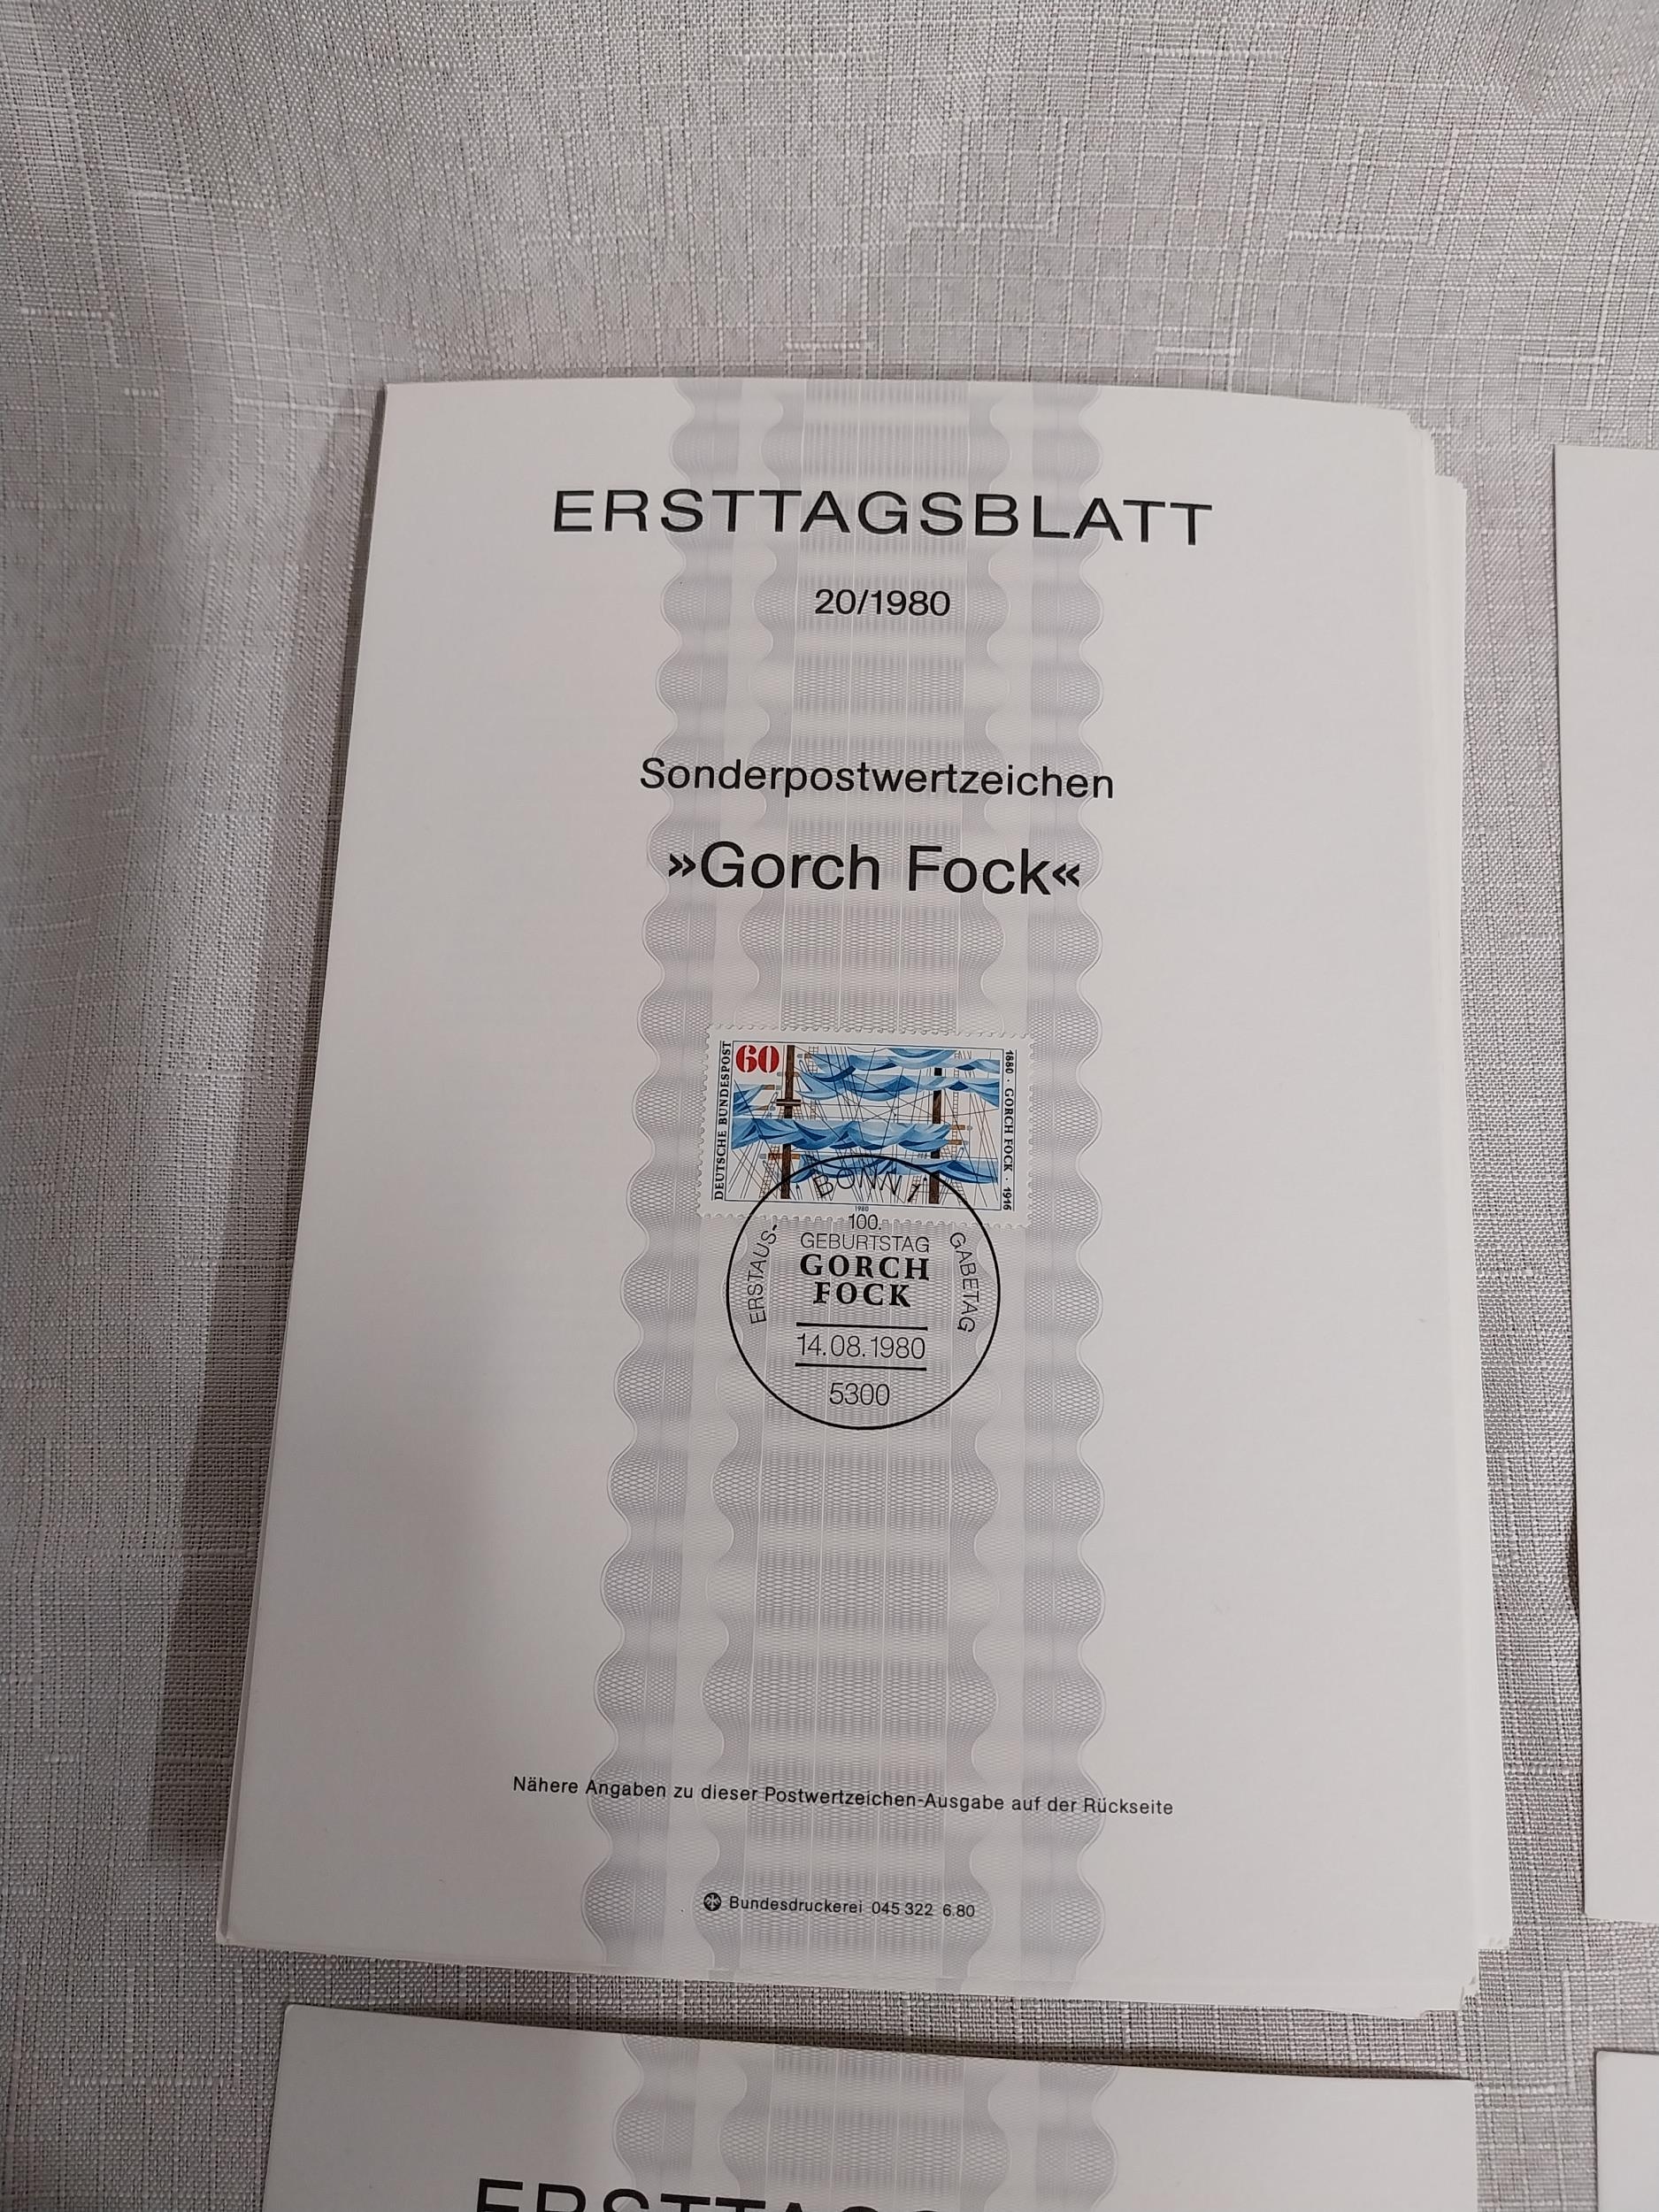 ERSTTAGSBLATT
20/1980
Sonderpostwertzeichen
»Gorch Fock«
DEUTSCHE BUNDESPOST
60
1880 · GORCH FOCK · 1916
1980
BONN 1
ERSTAUS-
GABETAG
100.
GEBURTSTAG
GORCH
FOCK
14.08.1980
5300
Nähere Angaben zu dieser Postwertzeichen-Ausgabe auf der Rückseite
Bundesdruckerei 045 322 6.80